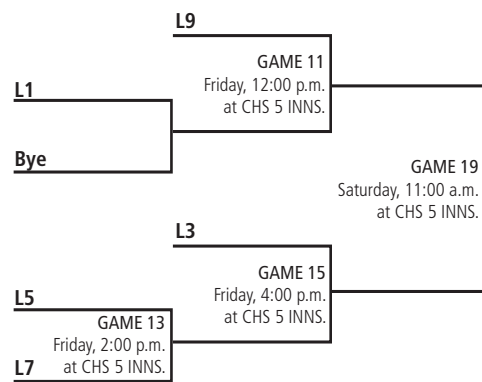 L9
GAME 11
Friday, 12:00 p.m.
at CHS 5 INNS.
L1
Bye
GAME 19
Saturday, 11:00 a.m.
at CHS 5 INNS.
L3
GAME 15
Friday, 4:00 p.m.
at CHS 5 INNS.
L5
GAME 13
Friday, 2:00 p.m.
at CHS 5 INNS.
L7